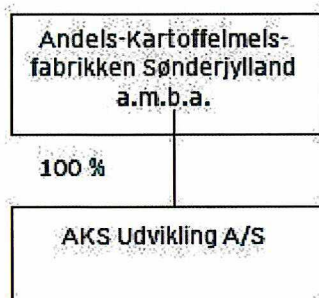 Andels-Kartoffelmels-
fabrikken Sønderjylland
a.m.b.a.
100 %
AKS Udvikling A/S